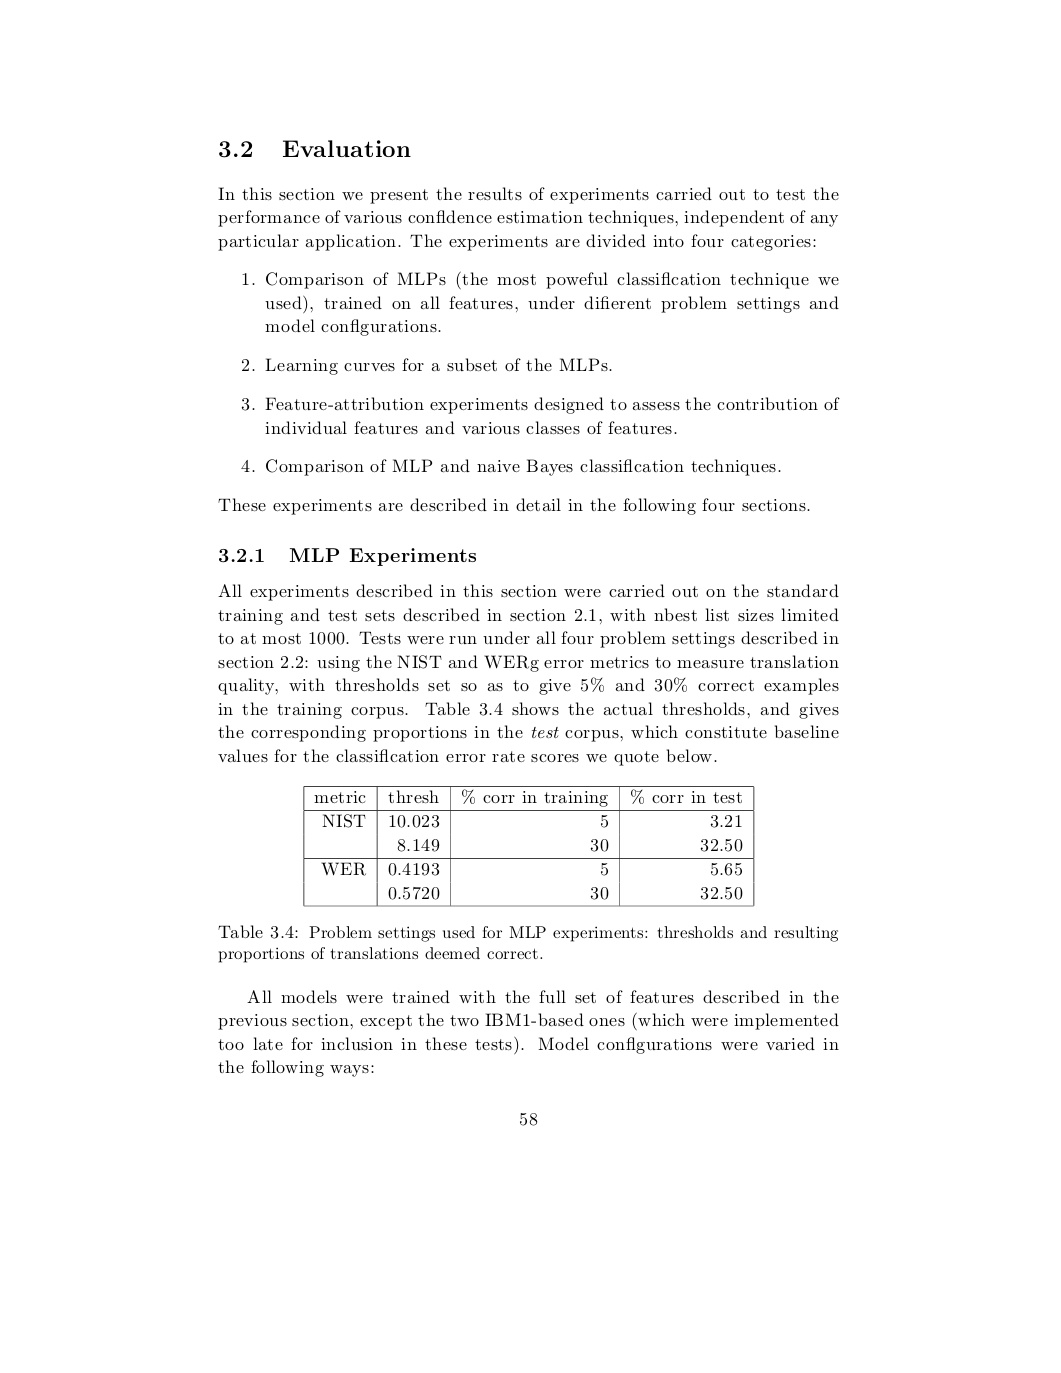 3.2 Evaluation
In this section we present the results of experiments carried out to test the
performance of various confldence estimation techniques, independent of any
particular application. The experiments are divided into four categories:
1. Comparison of MLPs (the most poweful classiflcation technique we
used), trained on all features, under difierent problem settings and
model conflgurations.
2. Learning curves for a subset of the MLPs.
3. Feature-attribution experiments designed to assess the contribution of
individual features and various classes of features.
4. Comparison of MLP and naive Bayes classiflcation techniques.
These experiments are described in detail in the following four sections.
3.2.1 MLP Experiments
All experiments described in this section were carried out on the standard
training and test sets described in section 2.1, with nbest list sizes limited
to at most 1000. Tests were run under all four problem settings described in
section 2.2: using the NIST and WERg error metrics to measure translation
quality, with thresholds set so as to give 5% and 30% correct examples
in the training corpus. Table 3.4 shows the actual thresholds, and gives
the corresponding proportions in the test corpus, which constitute baseline
values for the classiflcation error rate scores we quote below.
metric thresh % corr in training % corr in test
NIST 10.023 5 3.21
8.149 30 32.50
WER 0.4193 5 5.65
0.5720 30 32.50
Table 3.4: Problem settings used for MLP experiments: thresholds and resulting
proportions of translations deemed correct.
All models were trained with the full set of features described in the
previous section, except the two IBM1-based ones (which were implemented
too late for inclusion in these tests). Model conflgurations were varied in
the following ways:
58